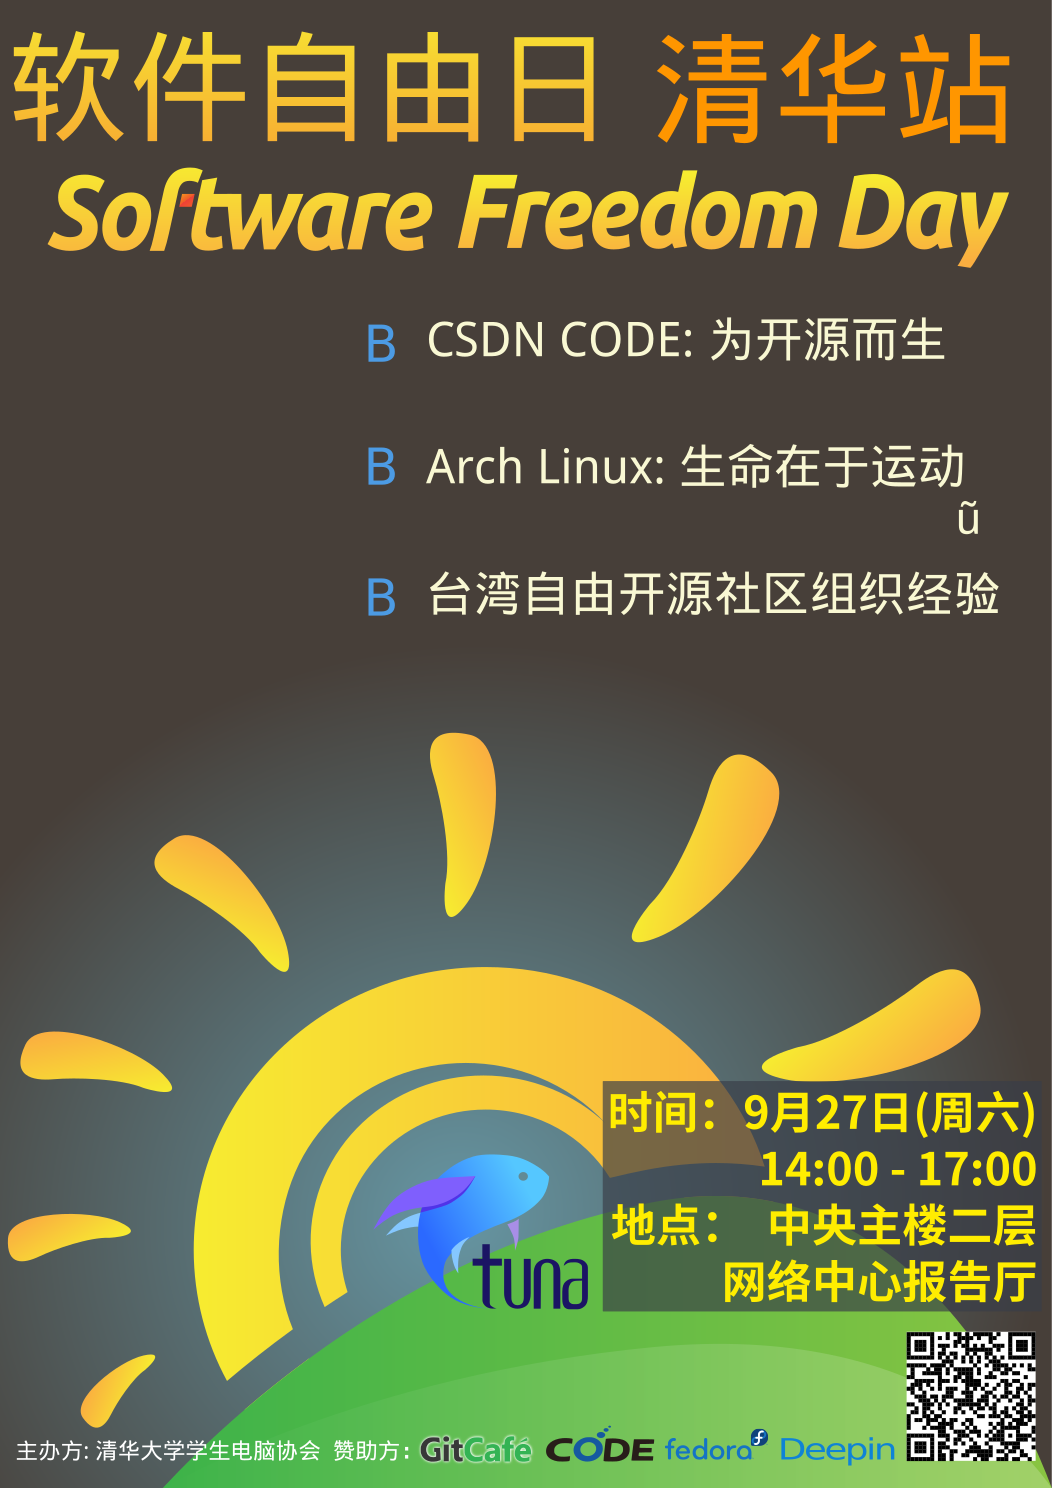 软件自由日 清华站
Software Freedom Day
B CSDN CODE: 为开源而生
B Arch Linux: 生命在于运动
ũ
B 台湾自由开源社区组织经验
时间：9月27日(周六)
14:00 - 17:00
地点： 中央主楼二层
网络中心报告厅
tuna
主办方: 清华大学学生电脑协会 赞助方: GitCafé CODE fedora Deepin